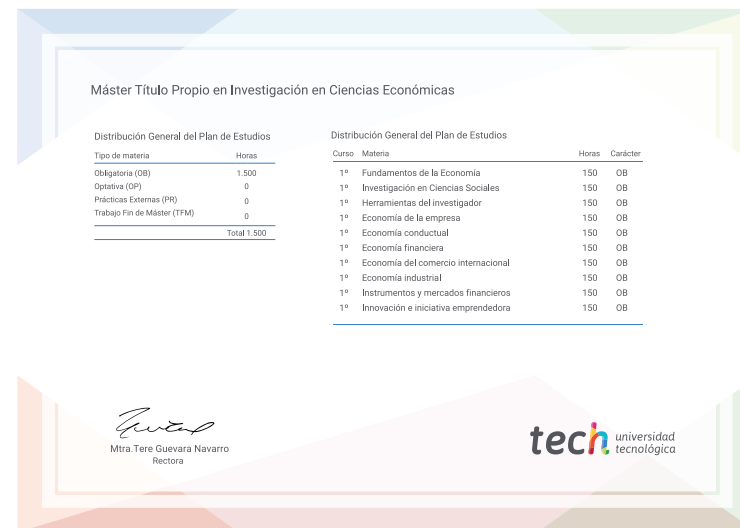 Máster Título Propio en Investigación en Ciencias Económicas
Distribución General del Plan de Estudios
Tipo de materia Horas
Obligatoria (OB) 1.500
Optativa (OP) 0
Prácticas Externas (PR) 0
Trabajo Fin de Máster (TFM) 0
Total 1.500
Distribución General del Plan de Estudios
Curso Materia Horas Carácter
1º Fundamentos de la Economía 150 OB
1º Investigación en Ciencias Sociales 150 OB
1º Herramientas del investigador 150 OB
1º Economía de la empresa 150 OB
1º Economía conductual 150 OB
1º Economía financiera 150 OB
1º Economía del comercio internacional 150 OB
1º Economía industrial 150 OB
1º Instrumentos y mercados financieros 150 OB
1º Innovación e iniciativa emprendedora 150 OB
Mtra.Tere Guevara Navarro
Rectora
tech universidad
tecnológica